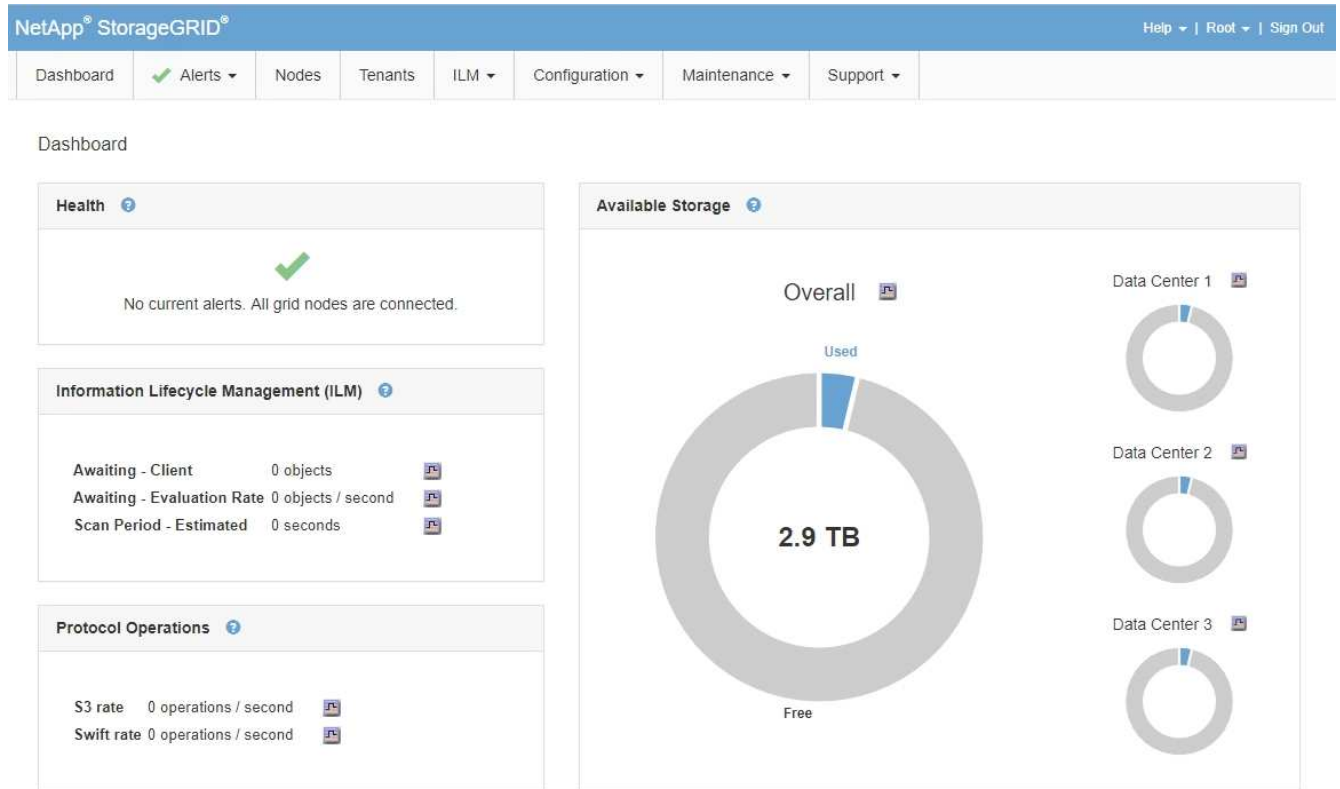 NetApp® StorageGRID®
Help | Root | Sign Out
Dashboard Alerts Nodes Tenants ILM Configuration Maintenance Support
Dashboard
Health
No current alerts. All grid nodes are connected.
Information Lifecycle Management (ILM)
Awaiting - Client 0 objects
Awaiting - Evaluation Rate 0 objects / second
Scan Period - Estimated 0 seconds
Protocol Operations
S3 rate 0 operations / second
Swift rate 0 operations / second
Available Storage
Overall
Used
2.9 TB
Free
Data Center 1
Data Center 2
Data Center 3